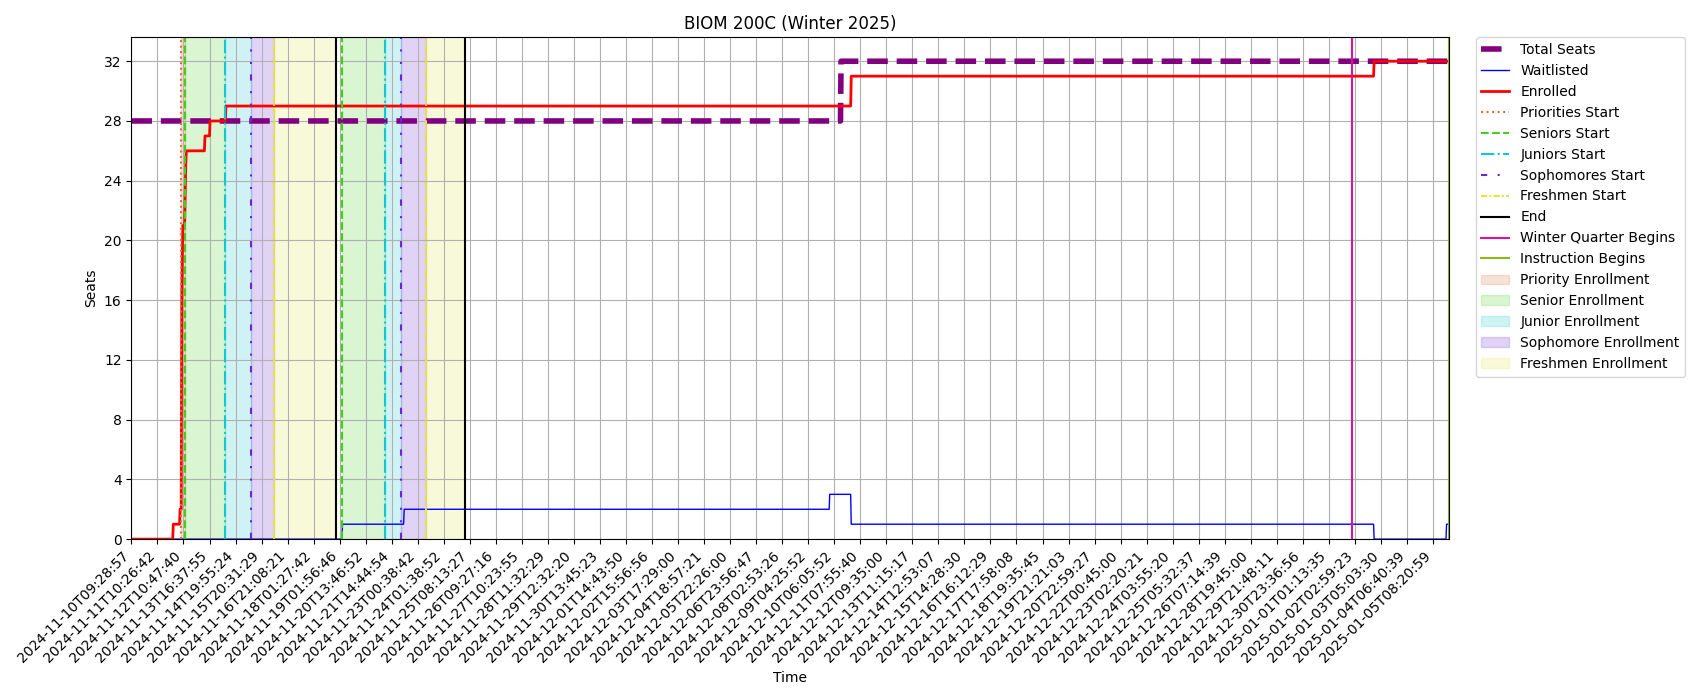 BIOM 200C (Winter 2025)
Seats
32
28
24
20
16
12
8
4
0
2024-11-10T09:28:57
2024-11-11T10:26:42
2024-11-12T10:47:40
2024-11-13T16:37:55
2024-11-14T19:55:24
2024-11-15T20:31:29
2024-11-16T21:08:21
2024-11-18T01:27:42
2024-11-19T01:56:46
2024-11-20T13:46:52
2024-11-21T14:44:54
2024-11-23T00:38:42
2024-11-24T01:38:52
2024-11-25T08:13:27
2024-11-26T09:27:16
2024-11-27T10:23:55
2024-11-28T11:32:29
2024-11-29T12:32:20
2024-11-30T13:45:23
2024-12-01T14:43:50
2024-12-02T15:56:56
2024-12-03T17:29:00
2024-12-04T18:57:21
2024-12-05T22:26:00
2024-12-06T23:56:47
2024-12-08T02:53:26
2024-12-09T04:25:52
2024-12-10T06:05:52
2024-12-11T07:55:40
2024-12-12T09:35:00
2024-12-13T11:15:17
2024-12-14T12:53:07
2024-12-15T14:28:30
2024-12-16T16:12:29
2024-12-17T17:58:08
2024-12-18T19:35:45
2024-12-19T21:21:03
2024-12-20T22:59:27
2024-12-22T00:45:00
2024-12-23T02:20:21
2024-12-24T03:55:20
2024-12-25T05:32:37
2024-12-26T07:14:39
2024-12-28T19:45:00
2024-12-29T21:48:11
2024-12-30T23:36:56
2025-01-01T01:13:35
2025-01-02T02:59:23
2025-01-03T05:03:30
2025-01-04T06:40:39
2025-01-05T08:20:59
Time
Total Seats
Waitlisted
Enrolled
Priorities Start
Seniors Start
Juniors Start
Sophomores Start
Freshmen Start
End
Winter Quarter Begins
Instruction Begins
Priority Enrollment
Senior Enrollment
Junior Enrollment
Sophomore Enrollment
Freshmen Enrollment